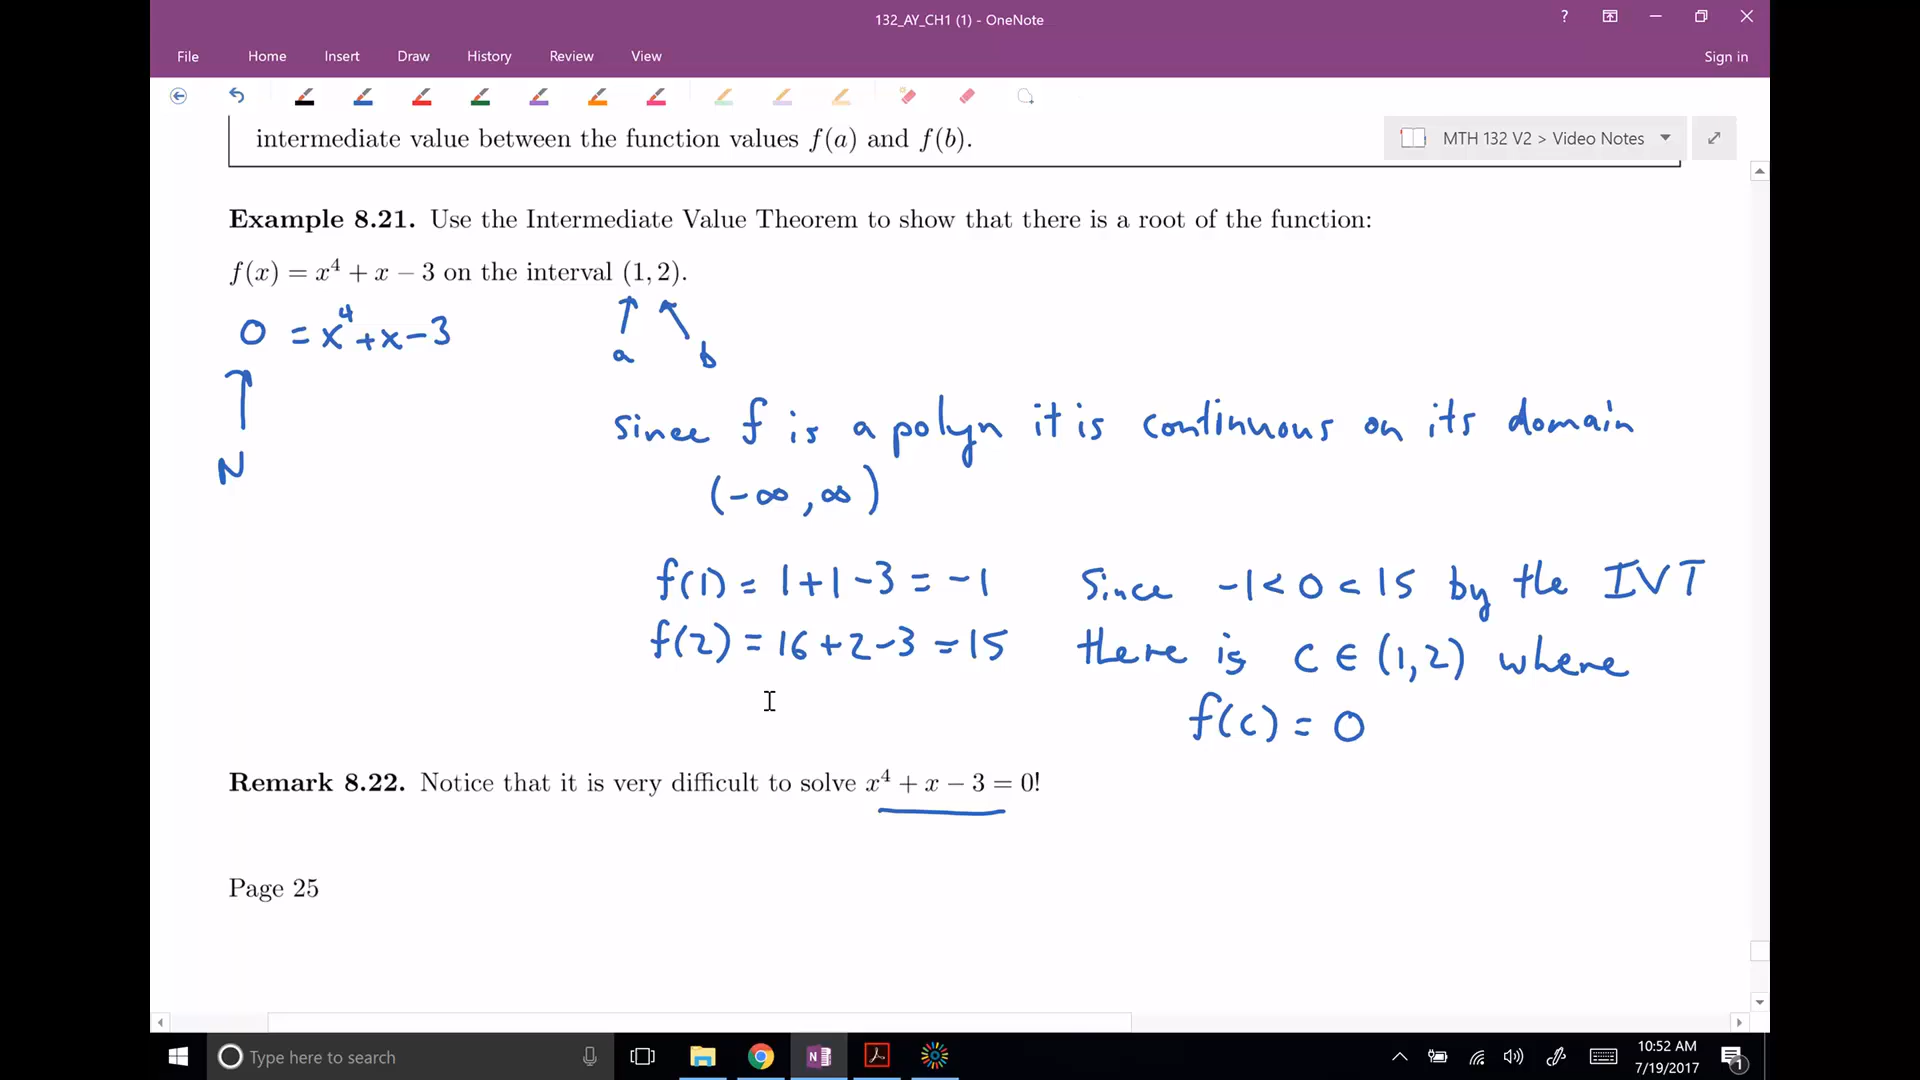 132_AY_CH1 (1) - OneNote
?
File Home Insert Draw History Review View Sign in
intermediate value between the function values f(a) and f(b).
MTH 132 V2 > Video Notes
Example 8.21. Use the Intermediate Value Theorem to show that there is a root of the function:
f(x) = x⁴ + x − 3 on the interval (1, 2).
0 = x⁴+x−3
a b
N
since f is a polyn it is continuous on its domain
(−∞,∞)
f(1) = 1+1−3 = −1
f(2) = 16+2−3 = 15
Since −1<0<15 by the IVT
there is c ∈ (1,2) where
f(c) = 0
Remark 8.22. Notice that it is very difficult to solve x⁴ + x − 3 = 0!
Page 25
Type here to search
10:52 AM
7/19/2017
1